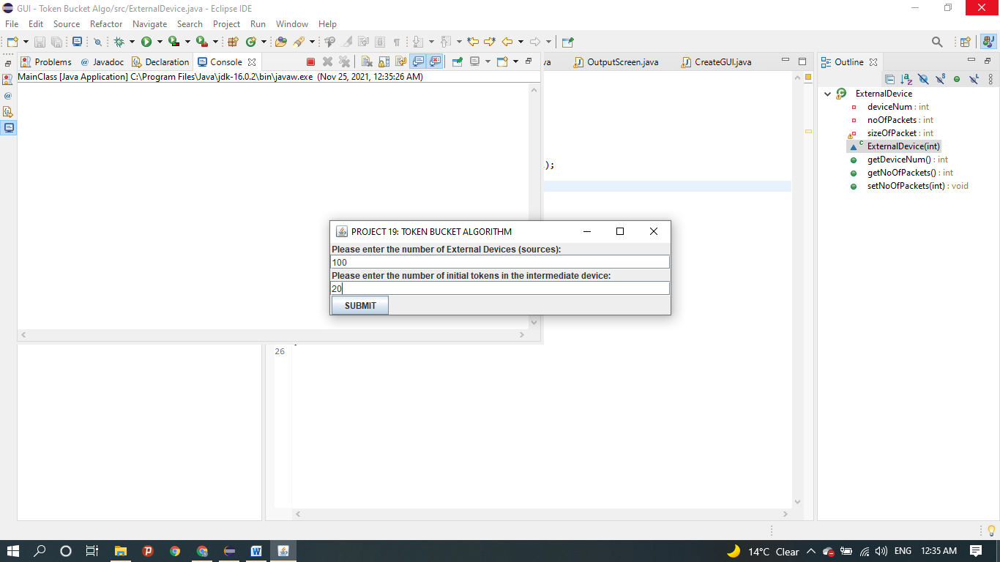 GUI - Token Bucket Algo/src/ExternalDevice.java - Eclipse IDE
File Edit Source Refactor Navigate Search Project Run Window Help
Problems @ Javadoc Declaration Console
va OutputScreen.java CreateGUI.java
Outline
MainClass [Java Application] C:\Program Files\Java\jdk-16.0.2\bin\javaw.exe (Nov 25, 2021, 12:35:26 AM)
ExternalDevice
deviceNum : int
noOfPackets : int
sizeOfPacket : int
ExternalDevice(int)
getDeviceNum() : int
getNoOfPackets() : int
setNoOfPackets(int) : void
);
PROJECT 19: TOKEN BUCKET ALGORITHM
Please enter the number of External Devices (sources):
100
Please enter the number of initial tokens in the intermediate device:
20
SUBMIT
26
14°C Clear ENG 12:35 AM